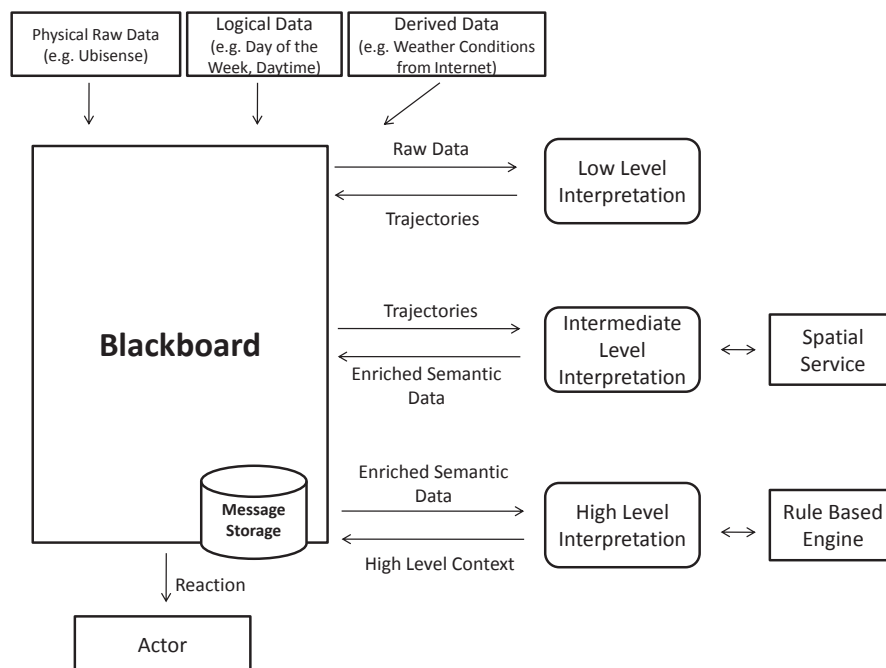 Physical Raw Data
(e.g. Ubisense)
Logical Data
(e.g. Day of the
Week, Daytime)
Derived Data
(e.g. Weather Conditions
from Internet)
Raw Data
Low Level
Interpretation
Trajectories
Blackboard
Trajectories
Intermediate
Level
Interpretation
Spatial
Service
Enriched Semantic
Data
Enriched Semantic
Data
Message
Storage
High Level
Interpretation
Rule Based
Engine
High Level Context
Reaction
Actor